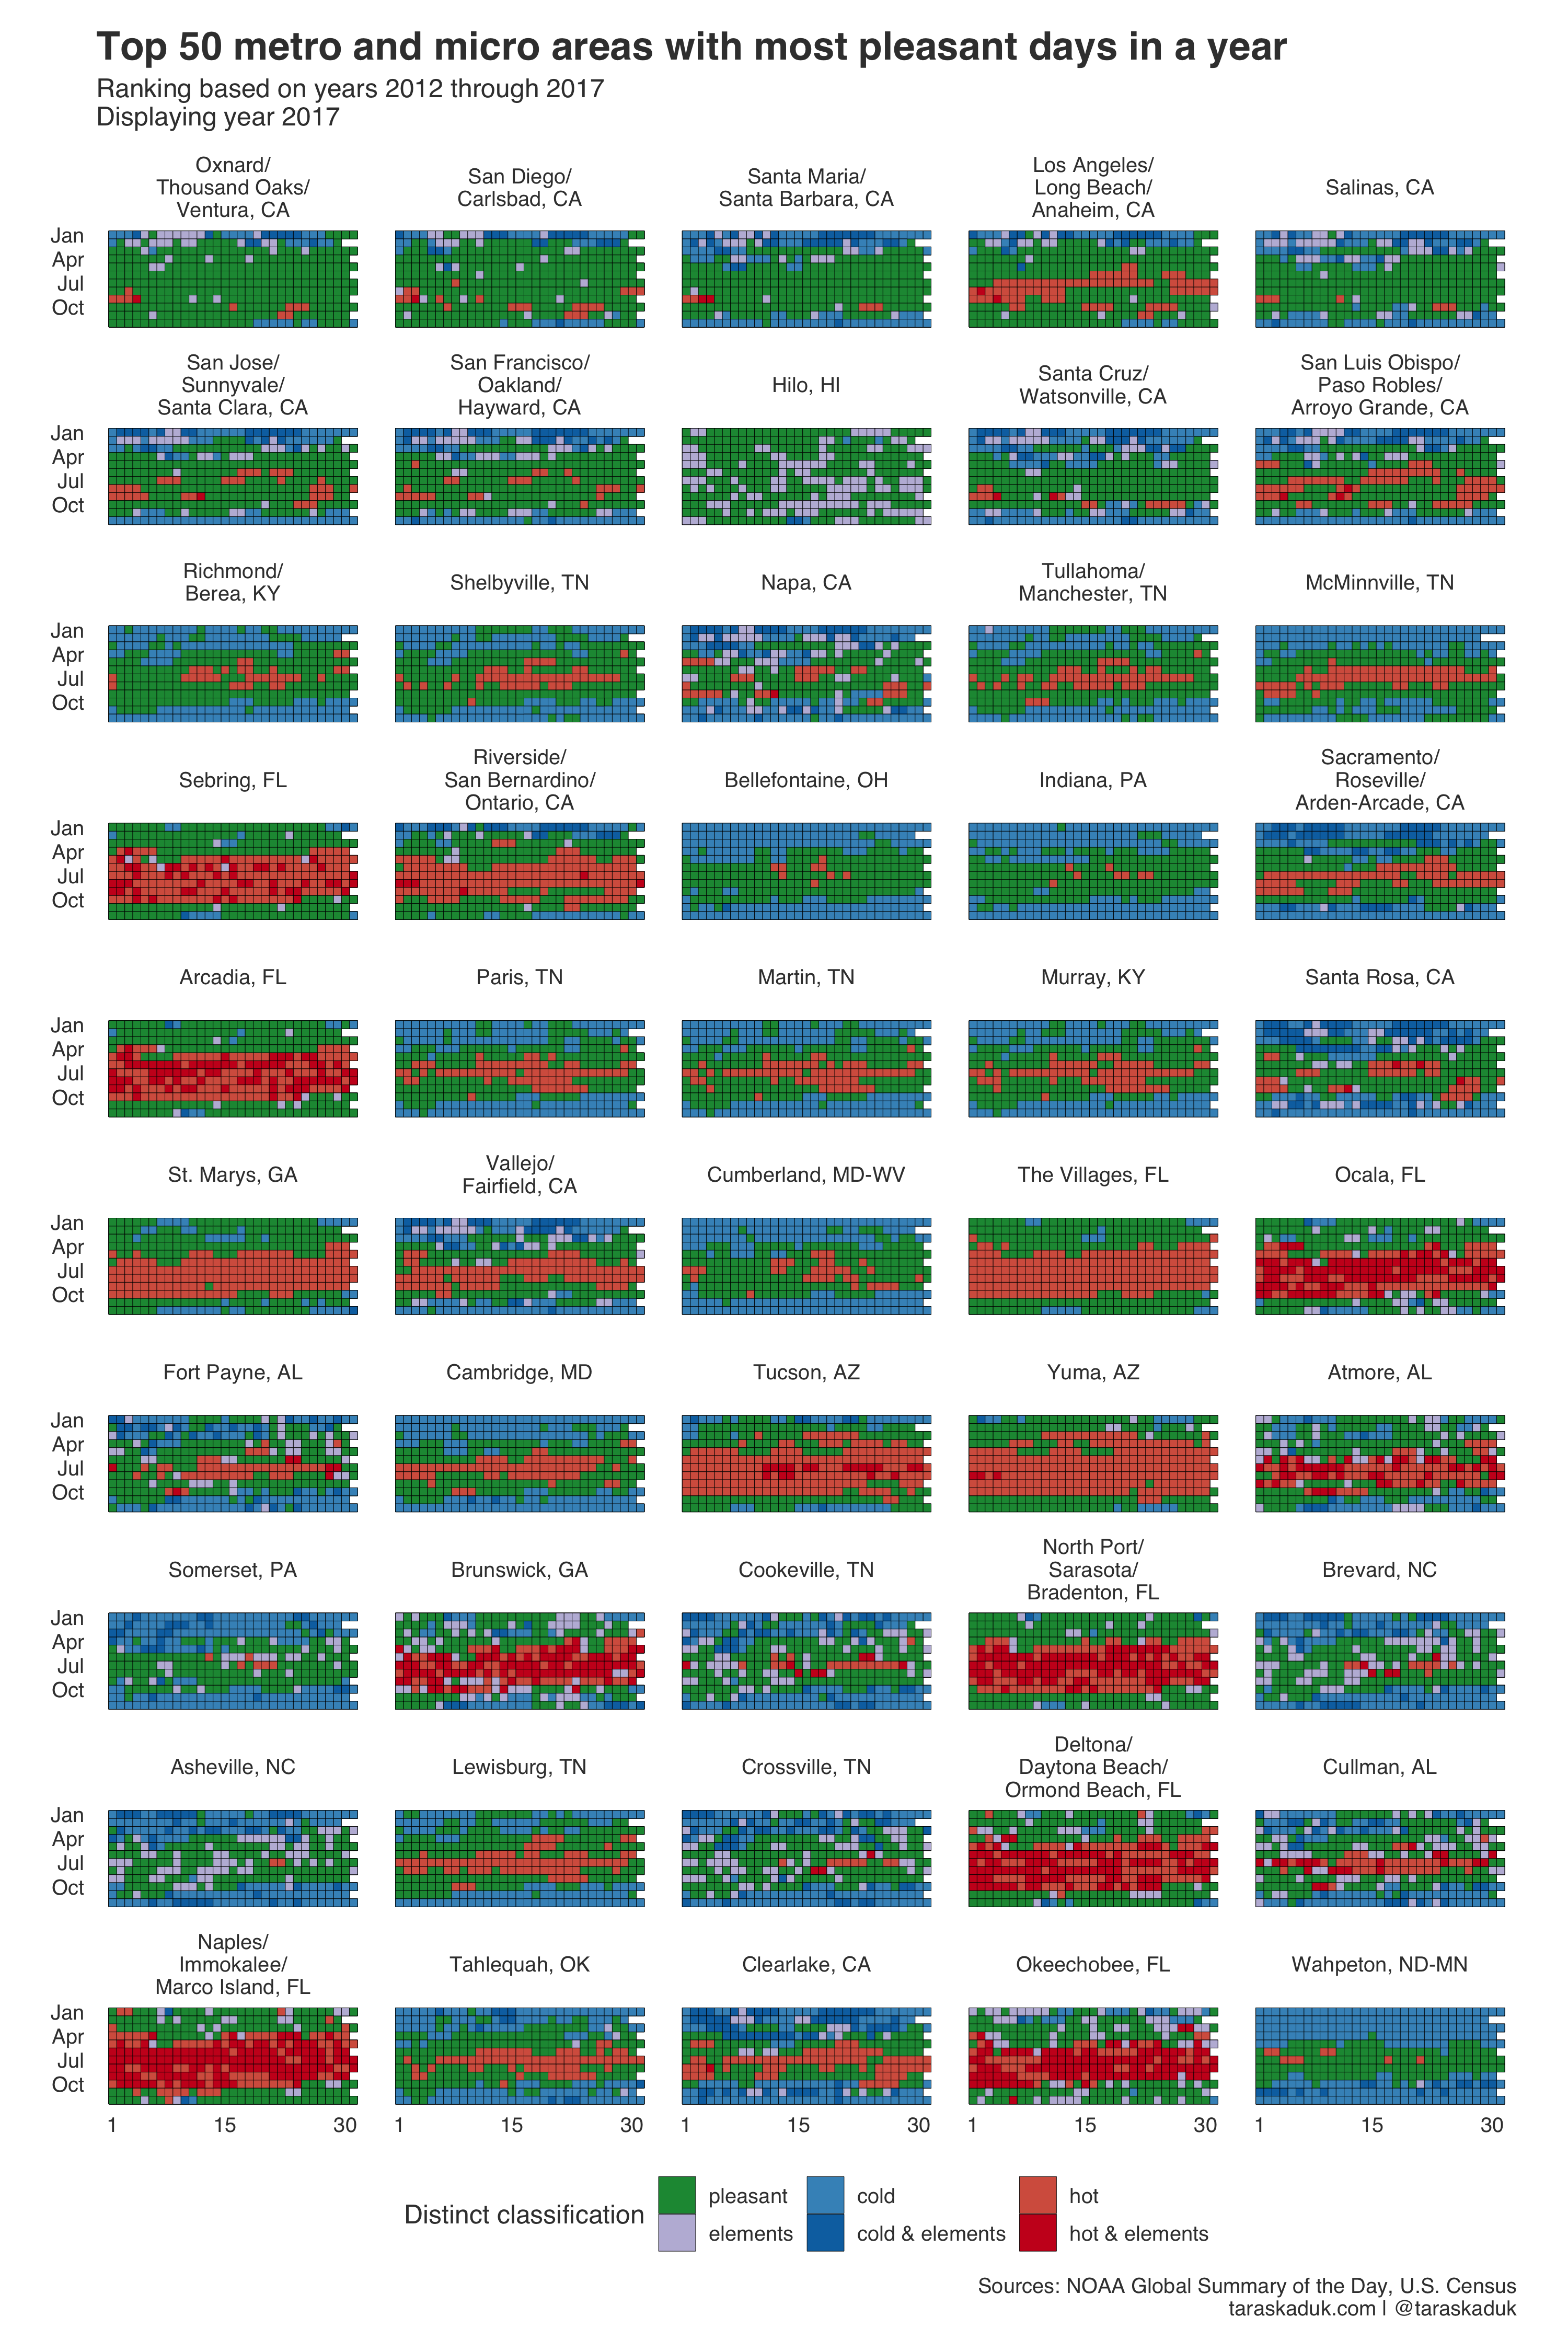 Top 50 metro and micro areas with most pleasant days in a year
Ranking based on years 2012 through 2017
Displaying year 2017
Oxnard/
Thousand Oaks/
Ventura, CA
San Diego/
Carlsbad, CA
Santa Maria/
Santa Barbara, CA
Los Angeles/
Long Beach/
Anaheim, CA
Salinas, CA
Jan
Apr
Jul
Oct
San Jose/
Sunnyvale/
Santa Clara, CA
San Francisco/
Oakland/
Hayward, CA
Hilo, HI
Santa Cruz/
Watsonville, CA
San Luis Obispo/
Paso Robles/
Arroyo Grande, CA
Jan
Apr
Jul
Oct
Richmond/
Berea, KY
Shelbyville, TN
Napa, CA
Tullahoma/
Manchester, TN
McMinnville, TN
Jan
Apr
Jul
Oct
Sebring, FL
Riverside/
San Bernardino/
Ontario, CA
Bellefontaine, OH
Indiana, PA
Sacramento/
Roseville/
Arden-Arcade, CA
Jan
Apr
Jul
Oct
Arcadia, FL
Paris, TN
Martin, TN
Murray, KY
Santa Rosa, CA
Jan
Apr
Jul
Oct
St. Marys, GA
Vallejo/
Fairfield, CA
Cumberland, MD-WV
The Villages, FL
Ocala, FL
Jan
Apr
Jul
Oct
Fort Payne, AL
Cambridge, MD
Tucson, AZ
Yuma, AZ
Atmore, AL
Jan
Apr
Jul
Oct
Somerset, PA
Brunswick, GA
Cookeville, TN
North Port/
Sarasota/
Bradenton, FL
Brevard, NC
Jan
Apr
Jul
Oct
Asheville, NC
Lewisburg, TN
Crossville, TN
Deltona/
Daytona Beach/
Ormond Beach, FL
Cullman, AL
Jan
Apr
Jul
Oct
Naples/
Immokalee/
Marco Island, FL
Tahlequah, OK
Clearlake, CA
Okeechobee, FL
Wahpeton, ND-MN
Jan
Apr
Jul
Oct
1 15 30 1 15 30 1 15 30 1 15 30 1 15 30
Distinct classification
pleasant cold hot
elements cold & elements hot & elements
Sources: NOAA Global Summary of the Day, U.S. Census
taraskaduk.com | @taraskaduk